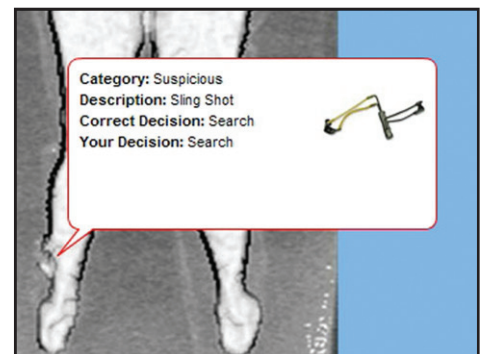 Category: Suspicious
Description: Sling Shot
Correct Decision: Search
Your Decision: Search